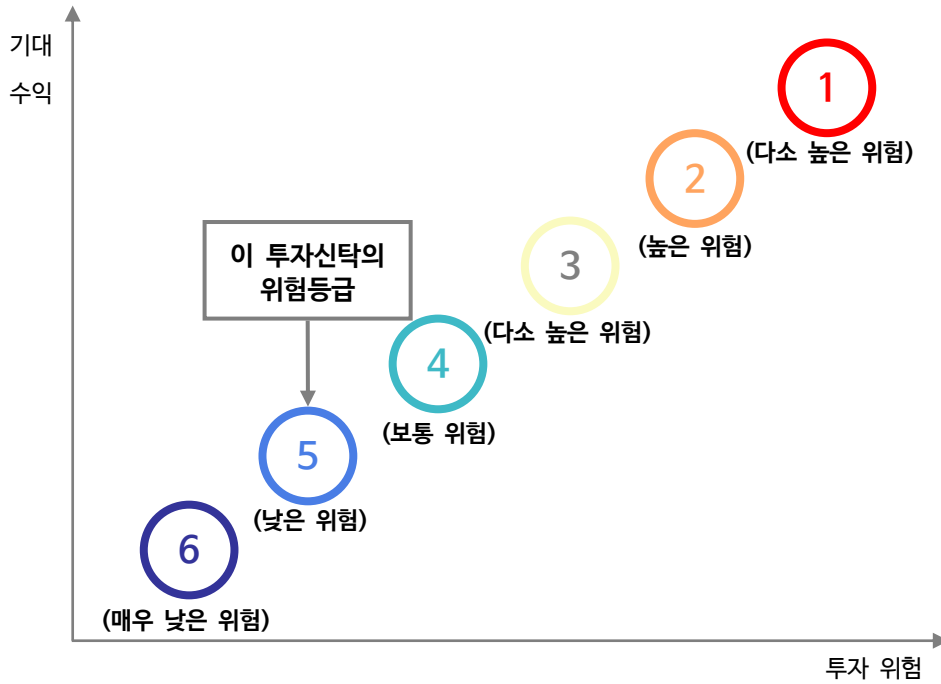 기대
수익
1
(다소 높은 위험)
2
(높은 위험)
이 투자신탁의
위험등급
3
(다소 높은 위험)
4
(보통 위험)
5
(낮은 위험)
6
(매우 낮은 위험)
투자 위험